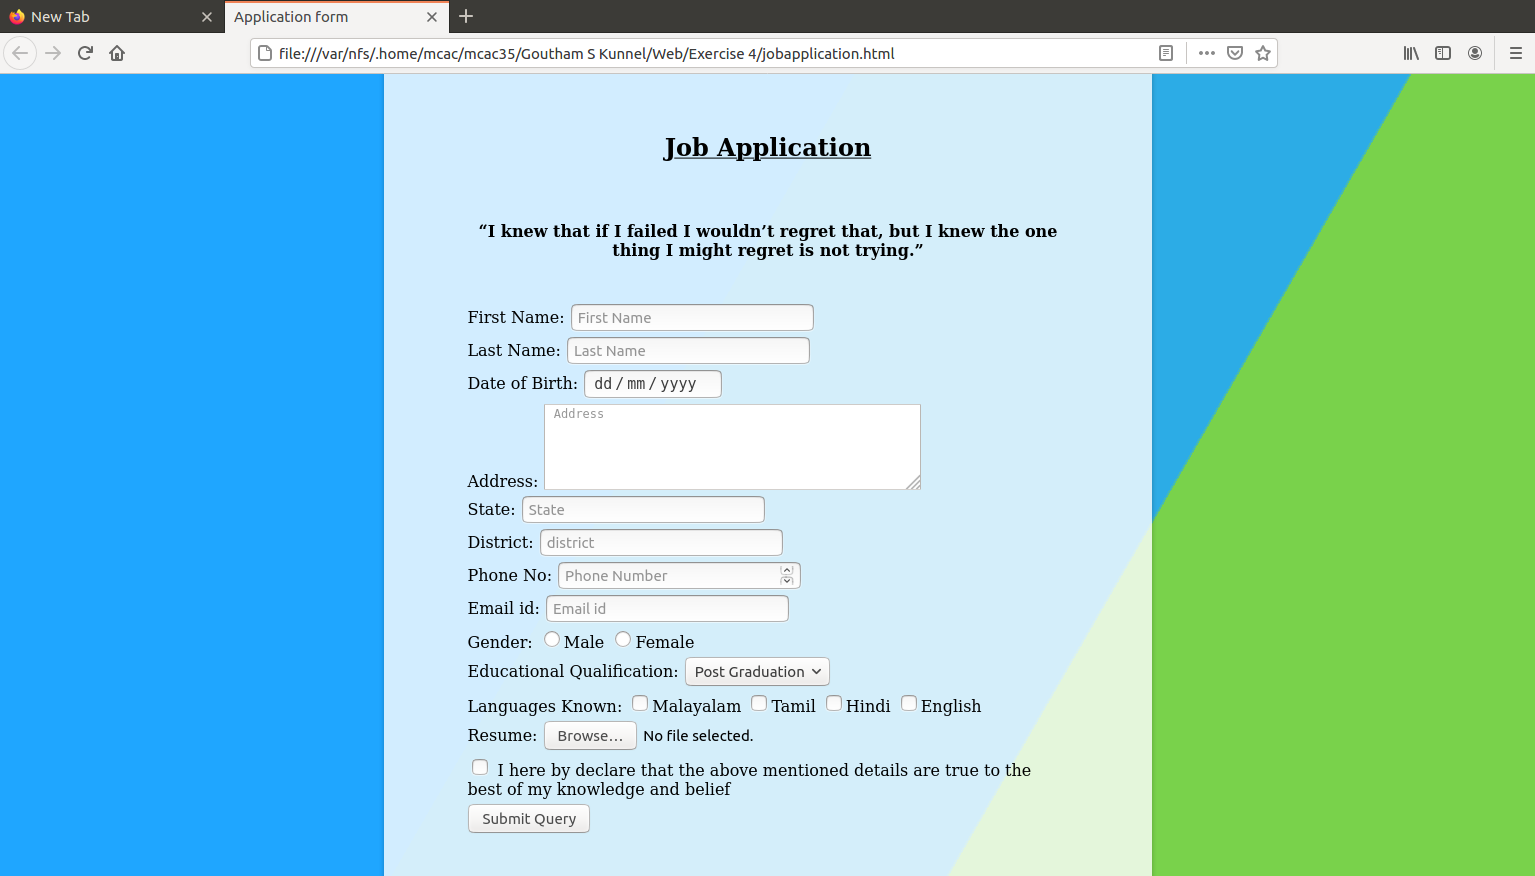 New Tab
Application form
file:///var/nfs/.home/mcac/mcac35/Goutham S Kunnel/Web/Exercise 4/jobapplication.html
Job Application
“I knew that if I failed I wouldn’t regret that, but I knew the one
thing I might regret is not trying.”
First Name: First Name
Last Name: Last Name
Date of Birth: dd / mm / yyyy
Address
Address:
State: State
District: district
Phone No: Phone Number
Email id: Email id
Gender: Male Female
Educational Qualification: Post Graduation
Languages Known: Malayalam Tamil Hindi English
Resume: Browse... No file selected.
I here by declare that the above mentioned details are true to the
best of my knowledge and belief
Submit Query